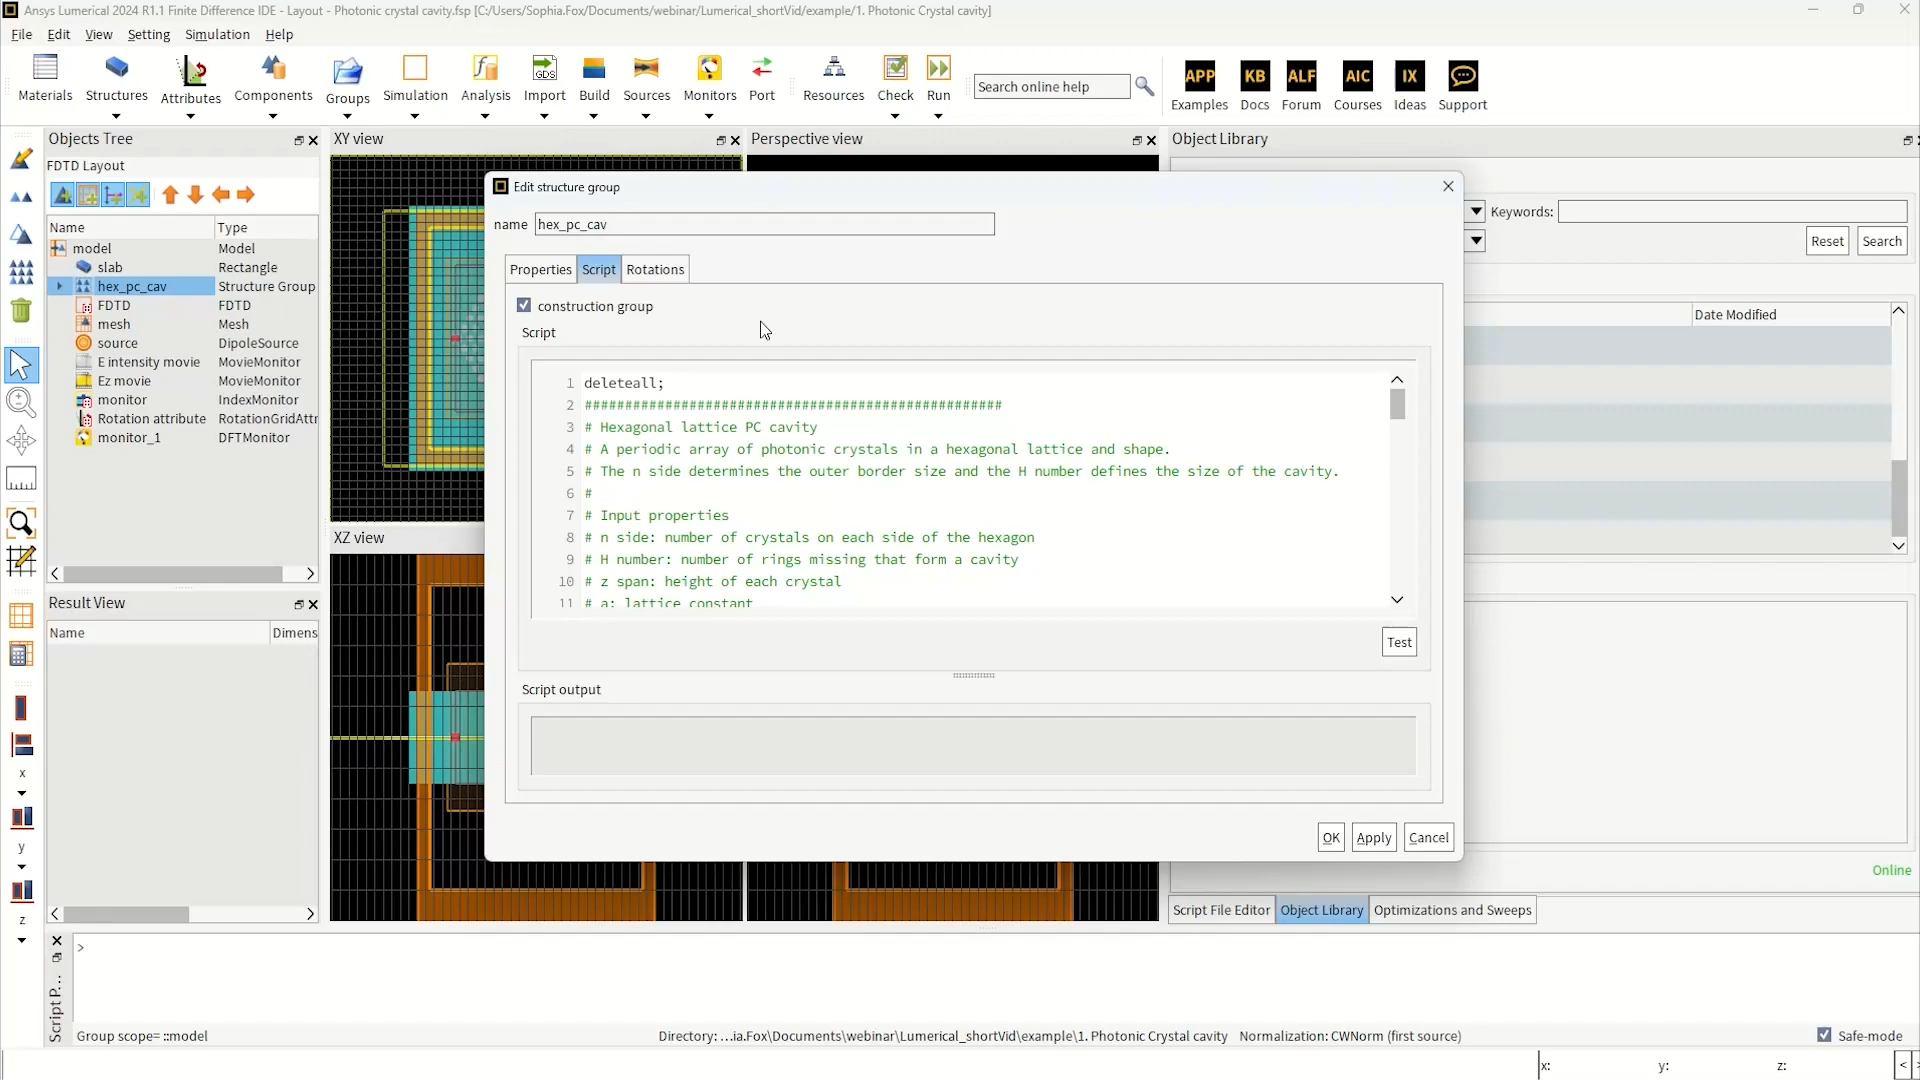 Ansys Lumerical 2024 R1.1 Finite Difference IDE - Layout - Photonic crystal cavity.fsp [C:/Users/Sophia.Fox/Documents/webinar/Lumerical_shortVid/example/1. Photonic Crystal cavity]
File Edit View Setting Simulation Help
Materials Structures Attributes Components Groups Simulation Analysis Import Build Sources Monitors Port Resources Check Run
GDS
Search online help
APP KB ALF AIC IX
Examples Docs Forum Courses Ideas Support
Objects Tree
FDTD Layout
Name Type
model Model
slab Rectangle
hex_pc_cav Structure Group
FDTD FDTD
mesh Mesh
source DipoleSource
E intensity movie MovieMonitor
Ez movie MovieMonitor
monitor IndexMonitor
Rotation attribute RotationGridAttr
monitor_1 DFTMonitor
Result View
Name Dimens
x
y
z
XY view
Perspective view
XZ view
Object Library
Keywords:
Reset Search
Date Modified
Online
Script File Editor Object Library Optimizations and Sweeps
Edit structure group
name hex_pc_cav
Properties Script Rotations
construction group
Script
1 deleteall;
2 #####################################################
3 # Hexagonal lattice PC cavity
4 # A periodic array of photonic crystals in a hexagonal lattice and shape.
5 # The n side determines the outer border size and the H number defines the size of the cavity.
6 #
7 # Input properties
8 # n side: number of crystals on each side of the hexagon
9 # H number: number of rings missing that form a cavity
10 # z span: height of each crystal
11 # a: lattice constant
Test
Script output
OK Apply Cancel
Script P...
>
Group scope= ::model
Directory: ...ia.Fox\Documents\webinar\Lumerical_shortVid\example\1. Photonic Crystal cavity Normalization: CWNorm (first source)
Safe-mode
x: y: z: